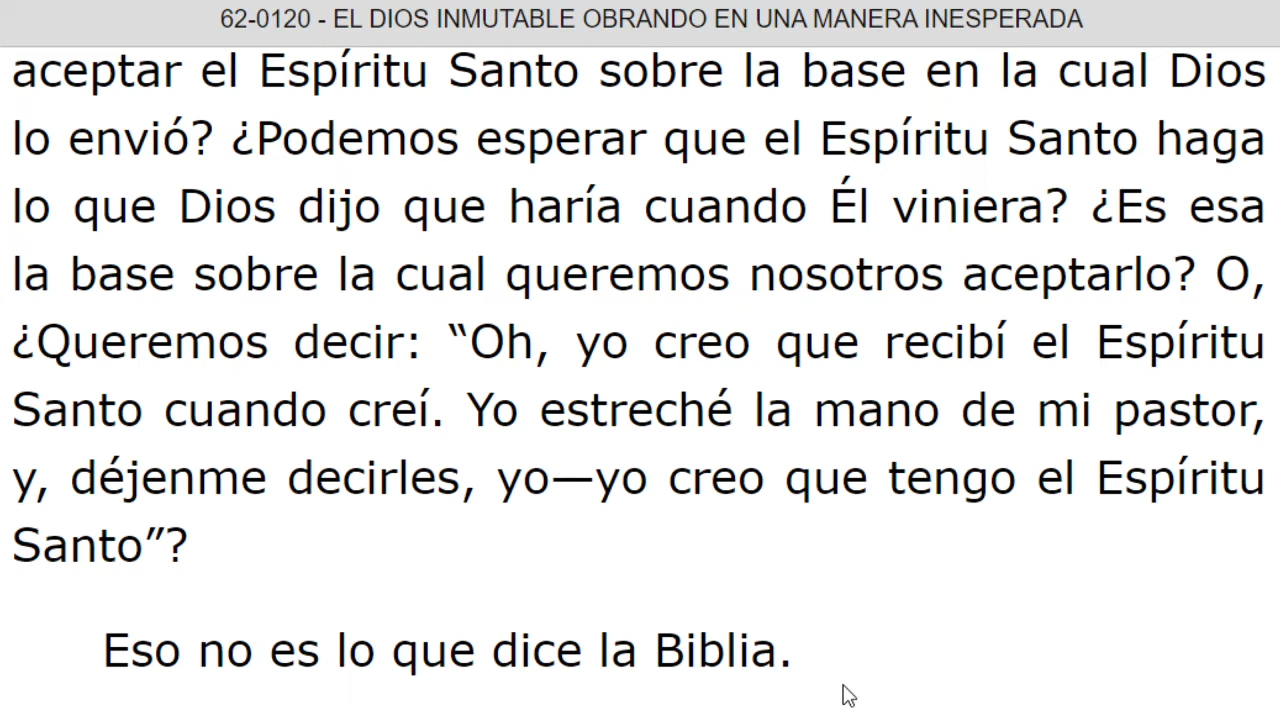 62-0120 - EL DIOS INMUTABLE OBRANDO EN UNA MANERA INESPERADA
aceptar el Espíritu Santo sobre la base en la cual Dios
lo envió? ¿Podemos esperar que el Espíritu Santo haga
lo que Dios dijo que haría cuando Él viniera? ¿Es esa
la base sobre la cual queremos nosotros aceptarlo? O,
¿Queremos decir: “Oh, yo creo que recibí el Espíritu
Santo cuando creí. Yo estreché la mano de mi pastor,
y, déjenme decirles, yo—yo creo que tengo el Espíritu
Santo”?
Eso no es lo que dice la Biblia.